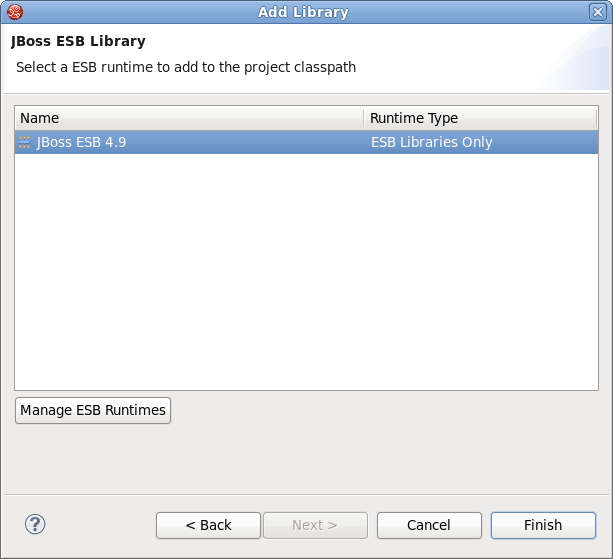 Add Library
JBoss ESB Library
Select a ESB runtime to add to the project classpath
Name Runtime Type
JBoss ESB 4.9 ESB Libraries Only
Manage ESB Runtimes
? < Back Next > Cancel Finish